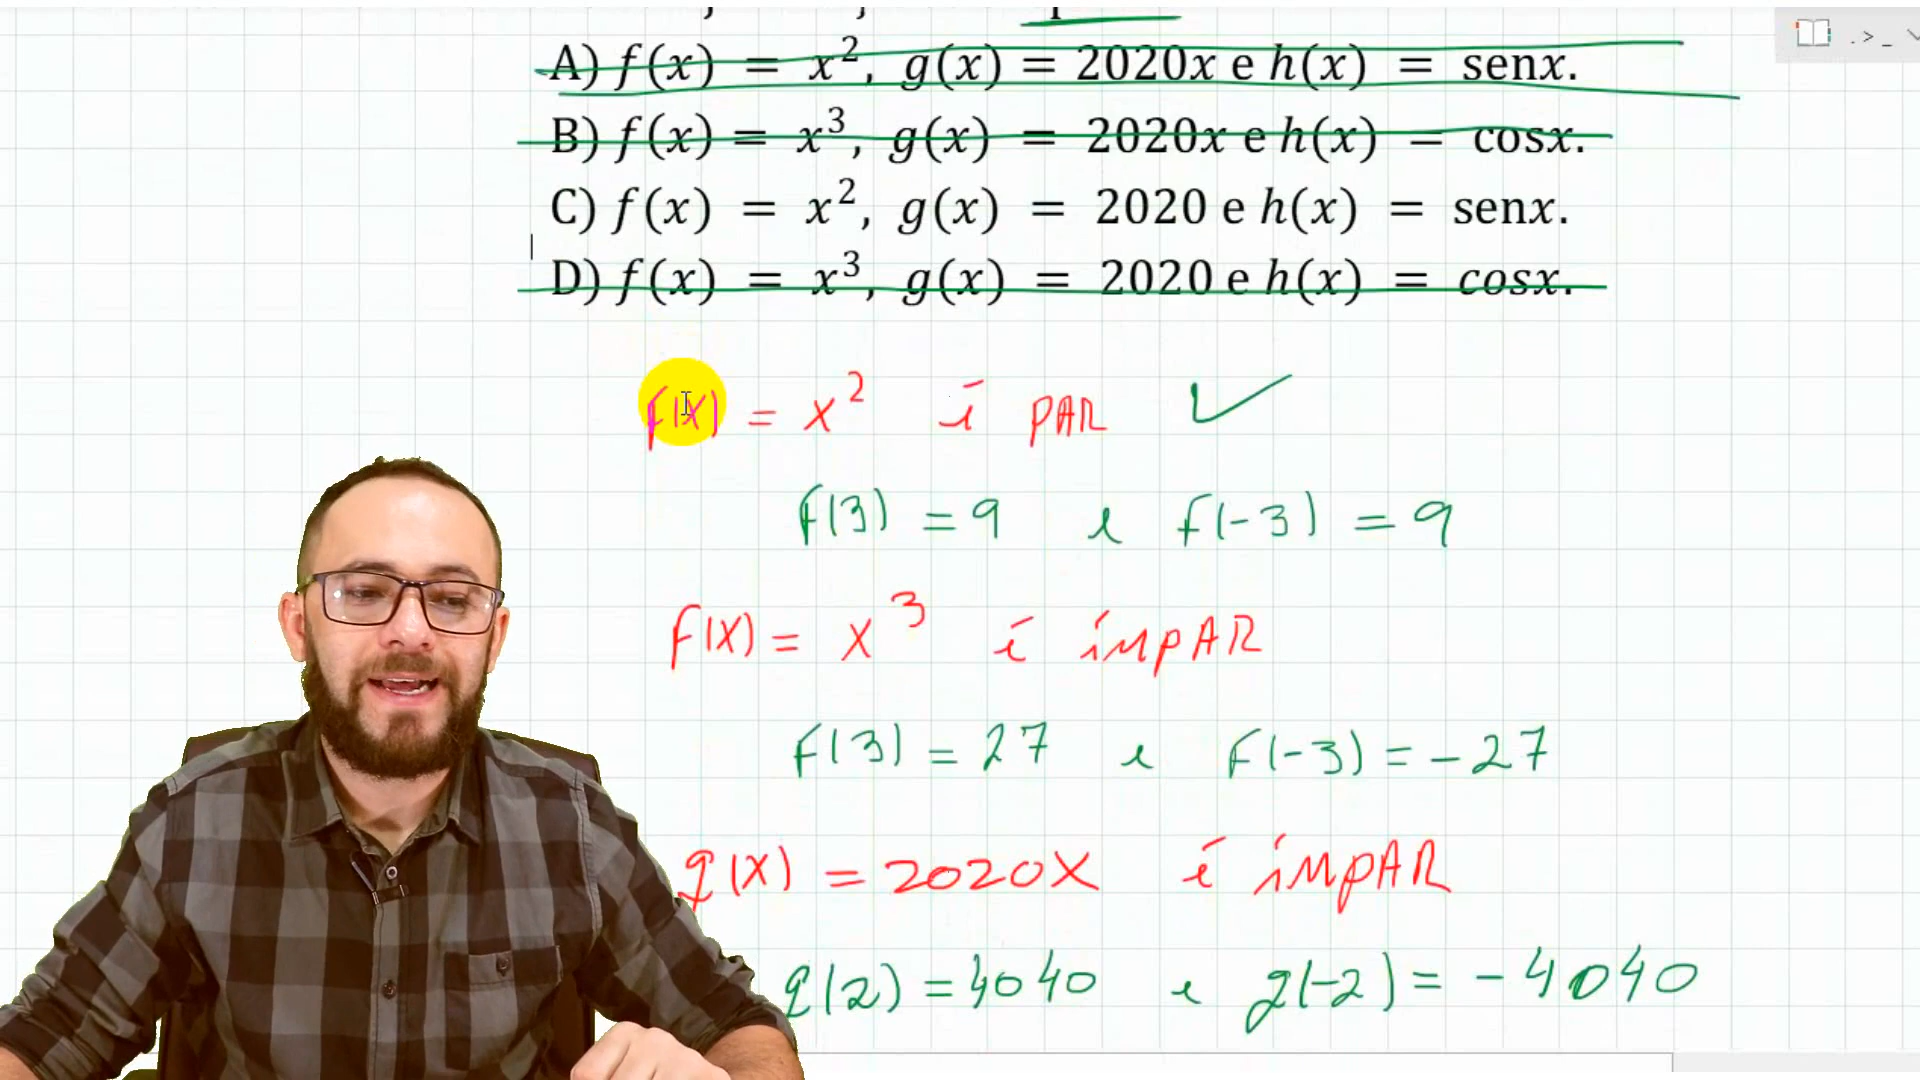 A) f(x) = x², g(x) = 2020x e h(x) = senx.
B) f(x) = x³, g(x) = 2020x e h(x) = cosx.
C) f(x) = x², g(x) = 2020 e h(x) = senx.
D) f(x) = x³, g(x) = 2020 e h(x) = cosx.
F(X) = X² é PAR ✓
F(3) = 9 e F(-3) = 9
F(X) = X³ é ímPAR
F(3) = 27 e F(-3) = -27
g(X) = 2020X é ímPAR
g(2) = 4040 e g(-2) = -4040